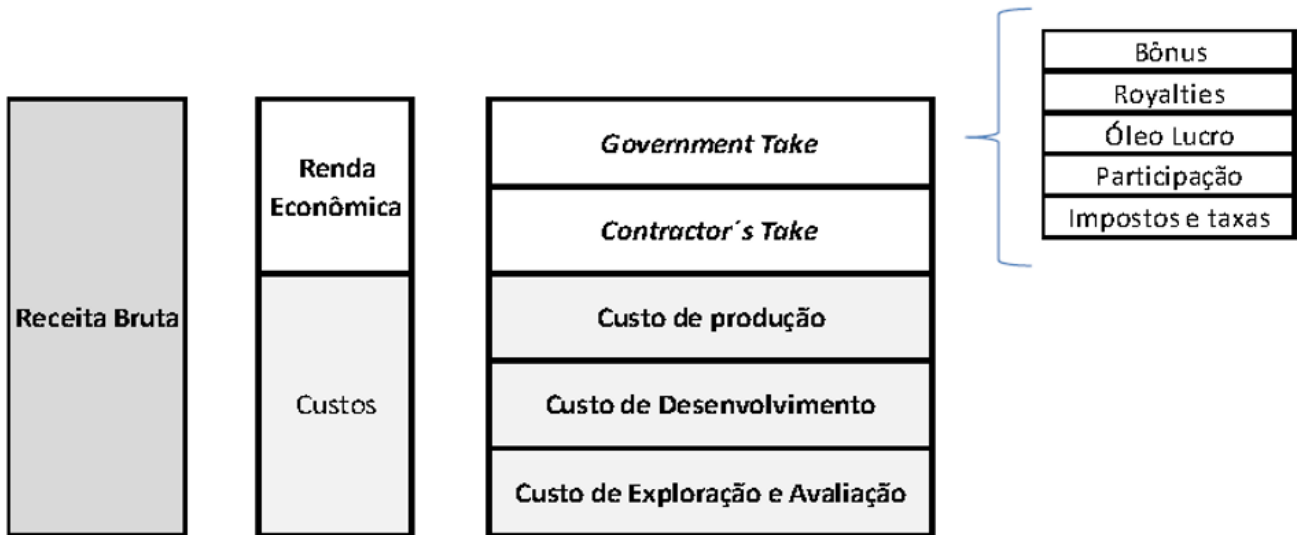 Receita Bruta
Renda
Econômica
Custos
Government Take
Contractor´s Take
Custo de produção
Custo de Desenvolvimento
Custo de Exploração e Avaliação
Bônus
Royalties
Óleo Lucro
Participação
Impostos e taxas